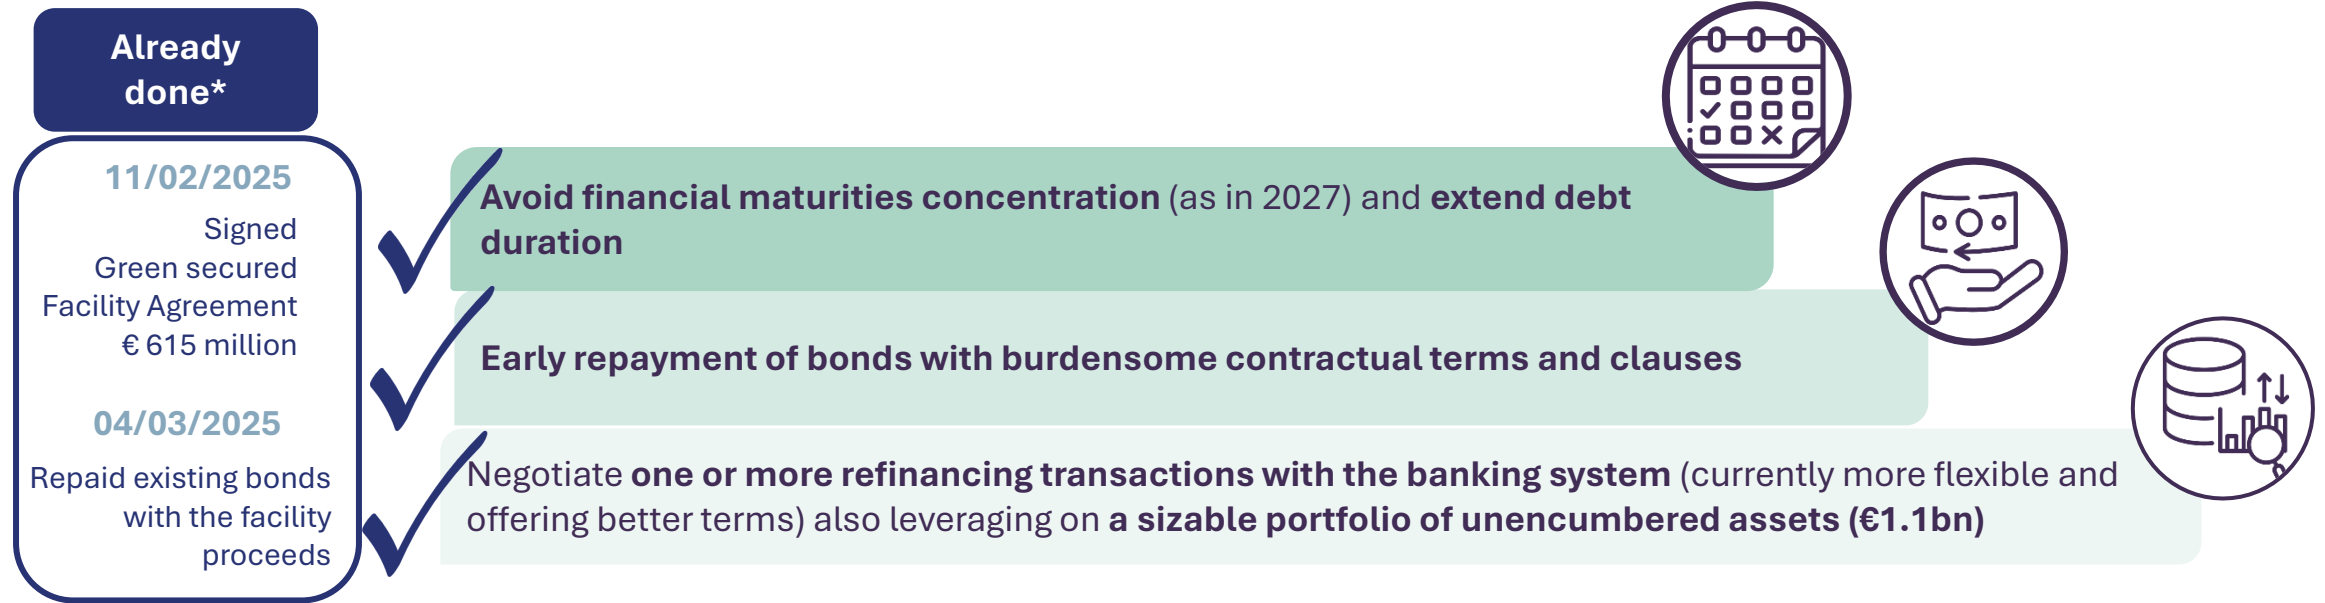 Already
done*
11/02/2025
Signed
Green secured
Facility Agreement
€ 615 million
04/03/2025
Repaid existing bonds
with the facility
proceeds
Avoid financial maturities concentration (as in 2027) and extend debt
duration
Early repayment of bonds with burdensome contractual terms and clauses
Negotiate one or more refinancing transactions with the banking system (currently more flexible and
offering better terms) also leveraging on a sizable portfolio of unencumbered assets (€1.1bn)